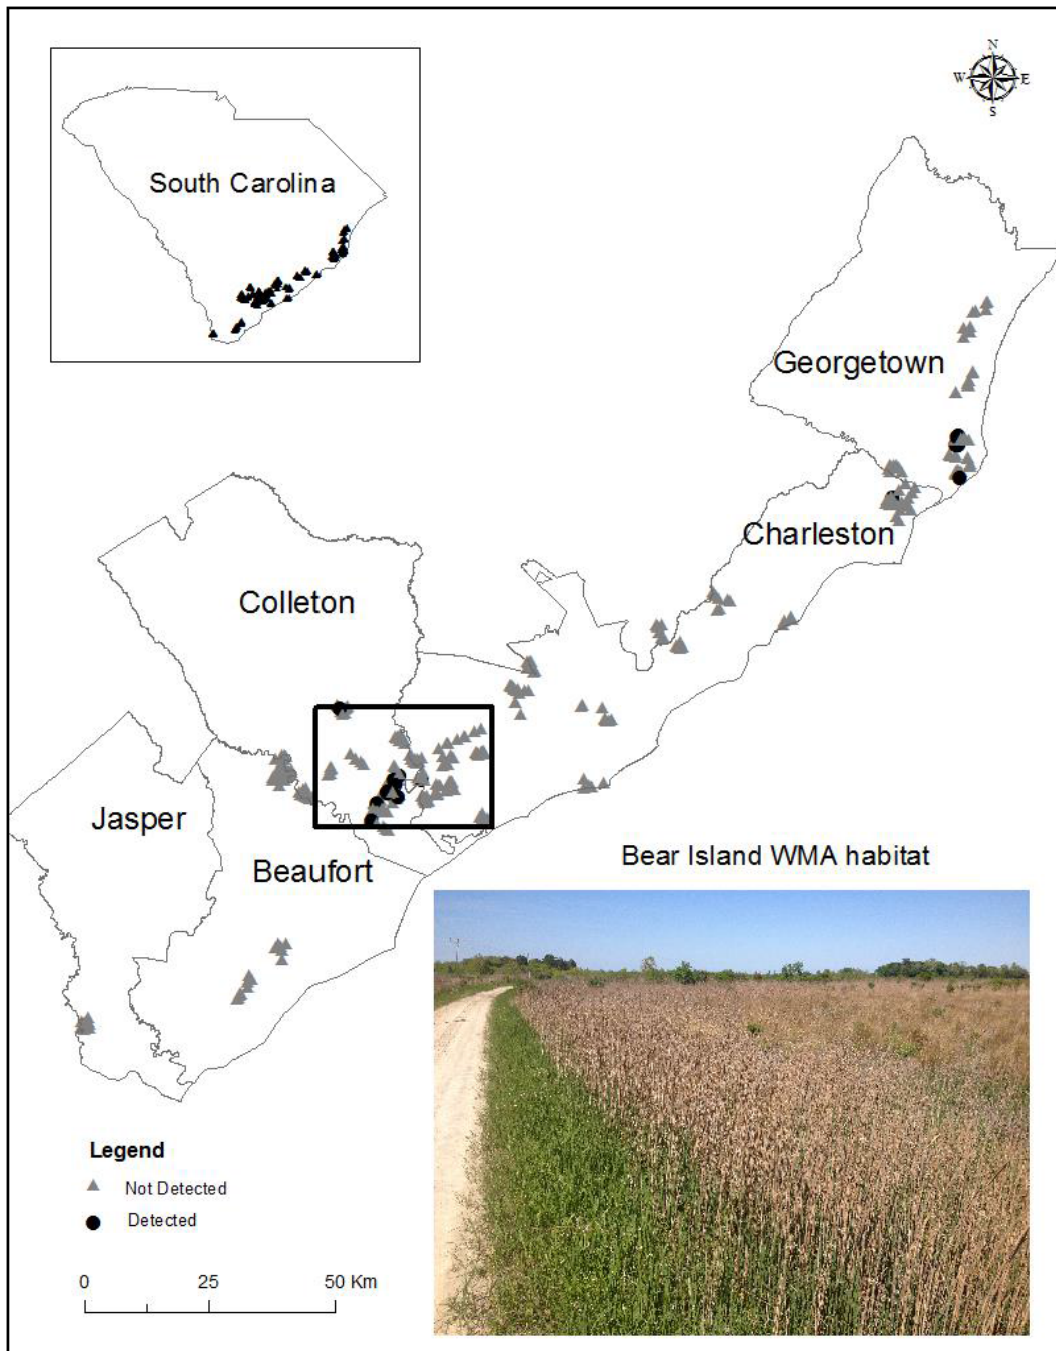 N
W E
S
South Carolina
Georgetown
Charleston
Colleton
Jasper
Beaufort
Bear Island WMA habitat
Legend
Not Detected
Detected
0 25 50 Km